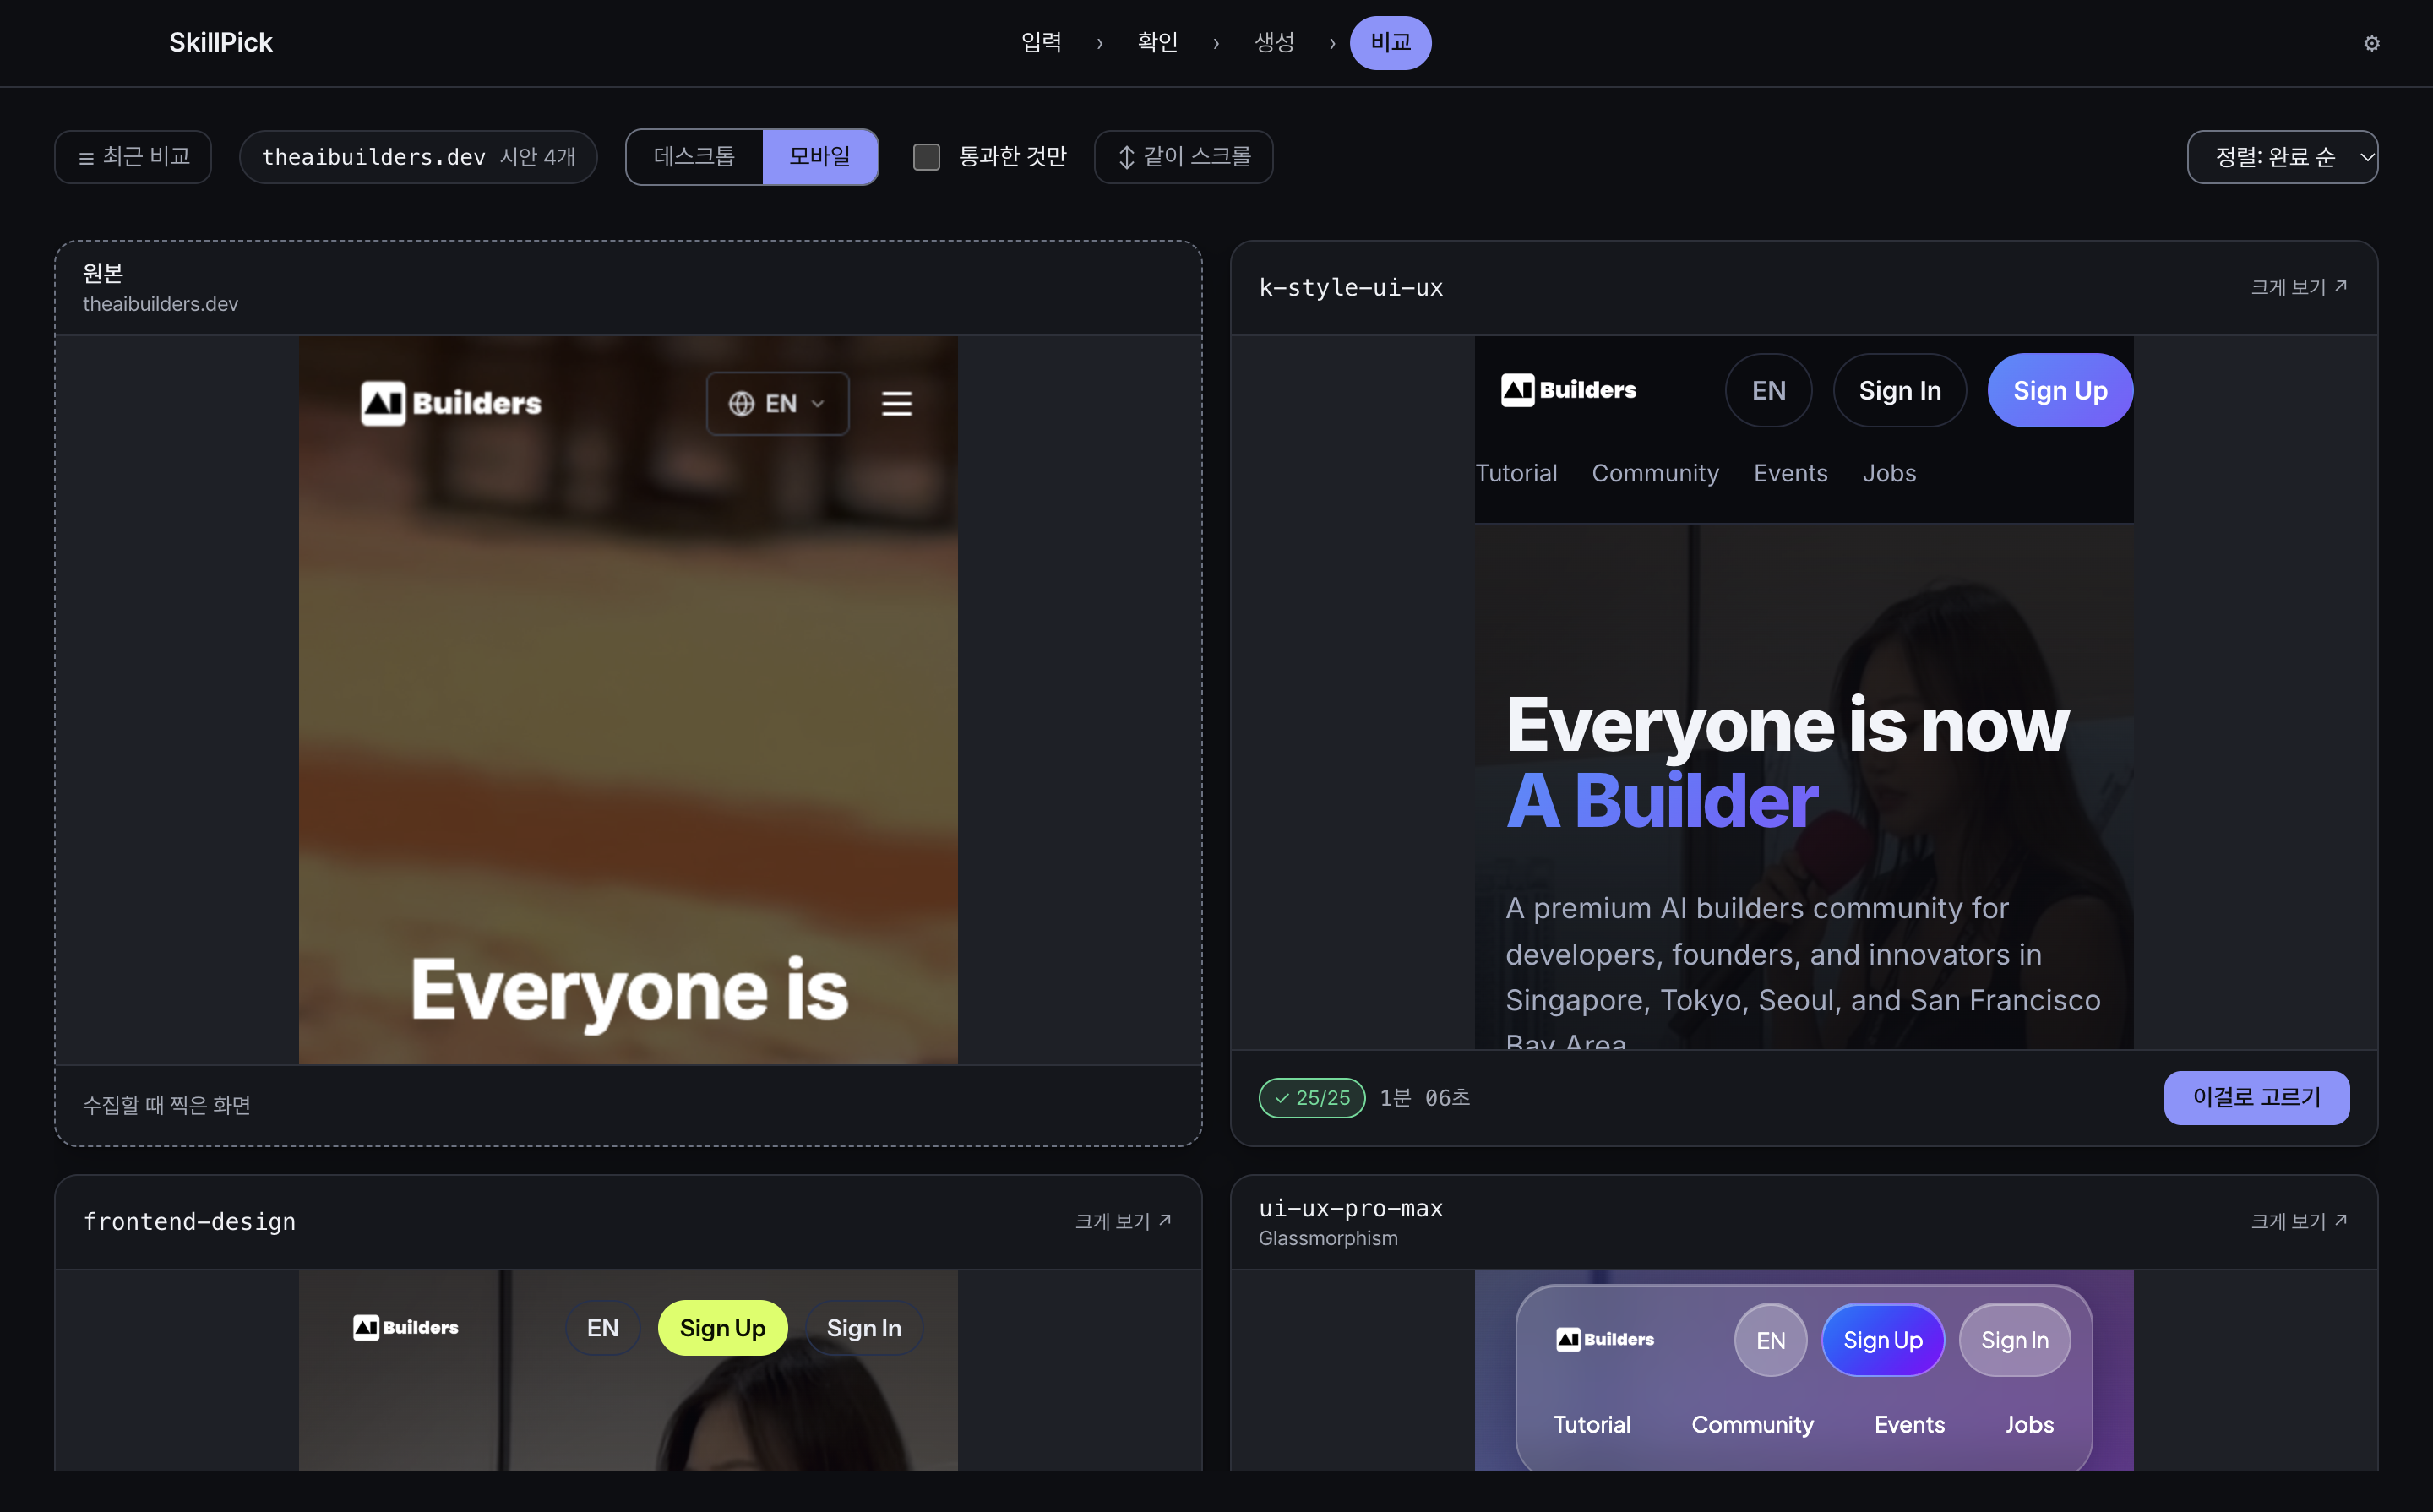 SkillPick
입력 › 확인 › 생성 › 비교
최근 비교
theaibuilders.dev 시안 4개
데스크톱 모바일
통과한 것만
같이 스크롤
정렬: 완료 순
원본
theaibuilders.dev
Builders
EN
Everyone is
수집할 때 찍은 화면
k-style-ui-ux
크게 보기 ↗
Builders
EN
Sign In
Sign Up
Tutorial Community Events Jobs
Everyone is now
A Builder
A premium AI builders community for
developers, founders, and innovators in
Singapore, Tokyo, Seoul, and San Francisco
Bay Area
✓ 25/25
1분 06초
이걸로 고르기
frontend-design
크게 보기 ↗
AI Builders
EN
Sign Up
Sign In
ui-ux-pro-max
Glassmorphism
크게 보기 ↗
AI Builders
EN
Sign Up
Sign In
Tutorial Community Events Jobs